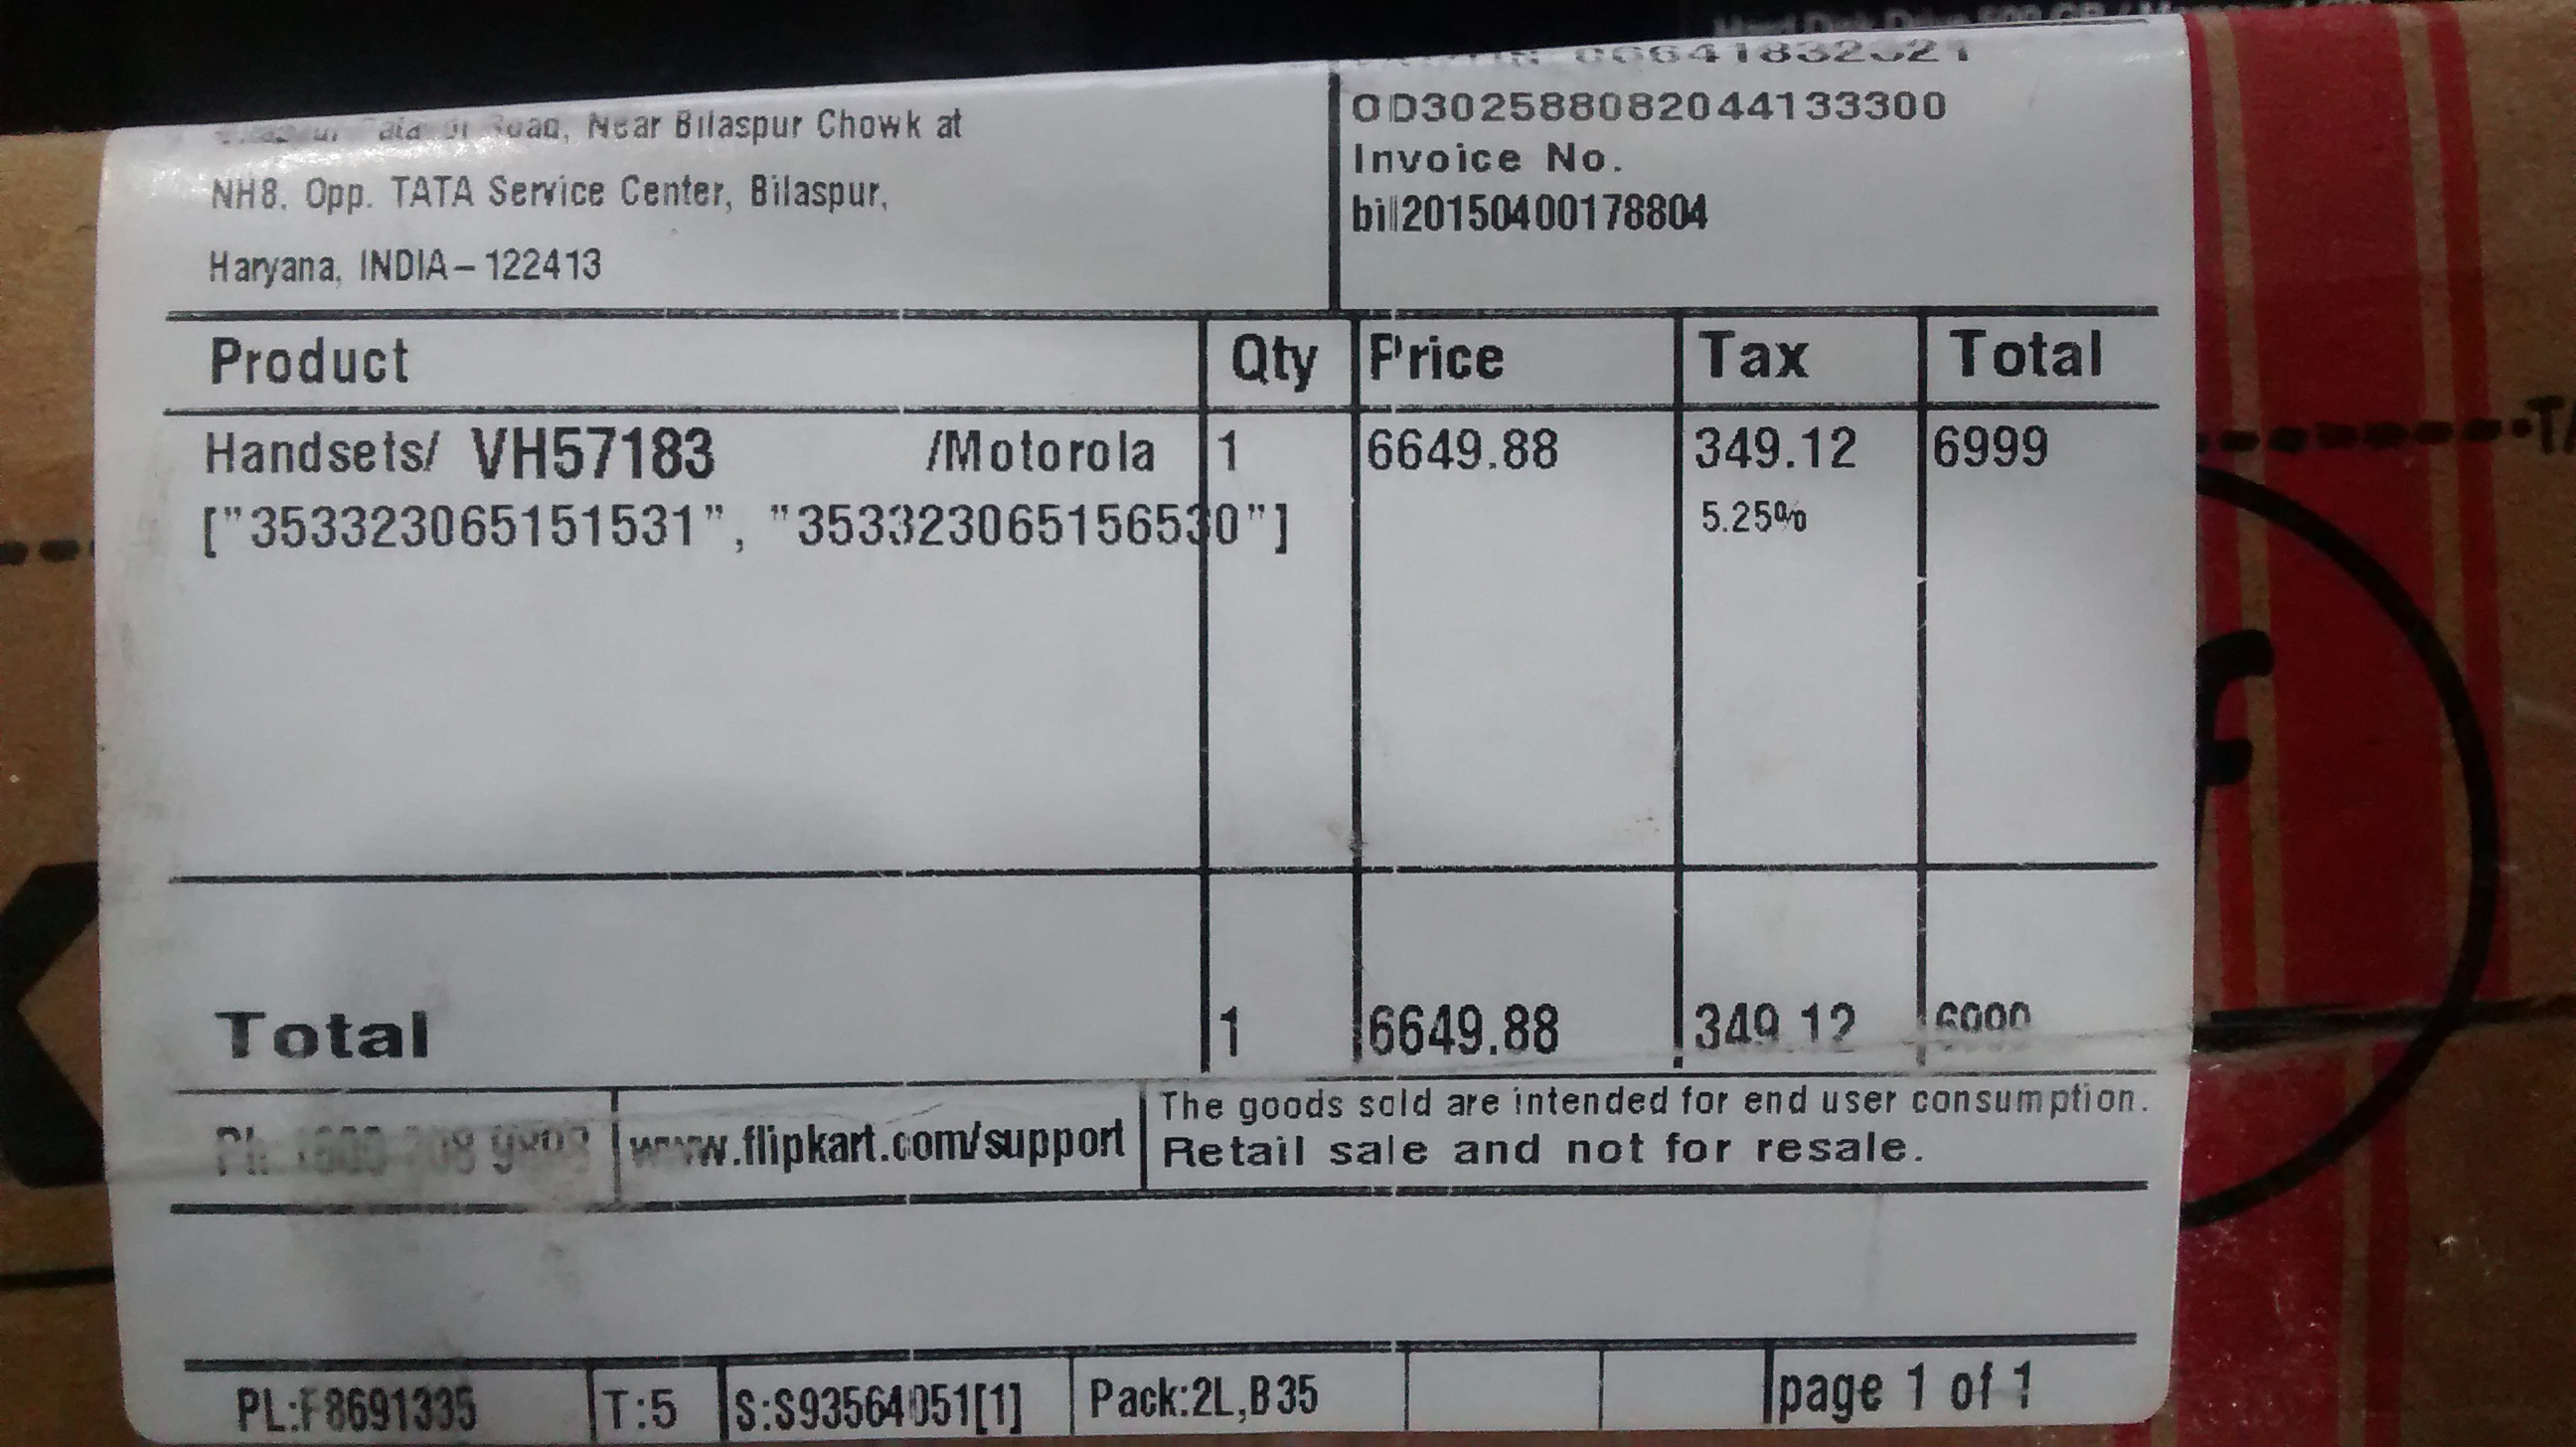 Near Bilaspur Chowk at
NH8. Opp. TATA Service Center, Bilaspur,
Haryana, INDIA-122413
OD302588082044133300
Invoice No.
bil20150400178804
Product Qty Price Tax Total
Handsets/ VH57183 /Motorola 1 6649.88 349.12 6999
["353323065151531", "353323065156530"] 5.25%
Total 1 6649.88 349.12 6999
www.flipkart.com/support
The goods sold are intended for end user consumption.
Retail sale and not for resale.
PL:F8691335 T:5 S:S93564051[1] Pack:2L,B35 page 1 of 1